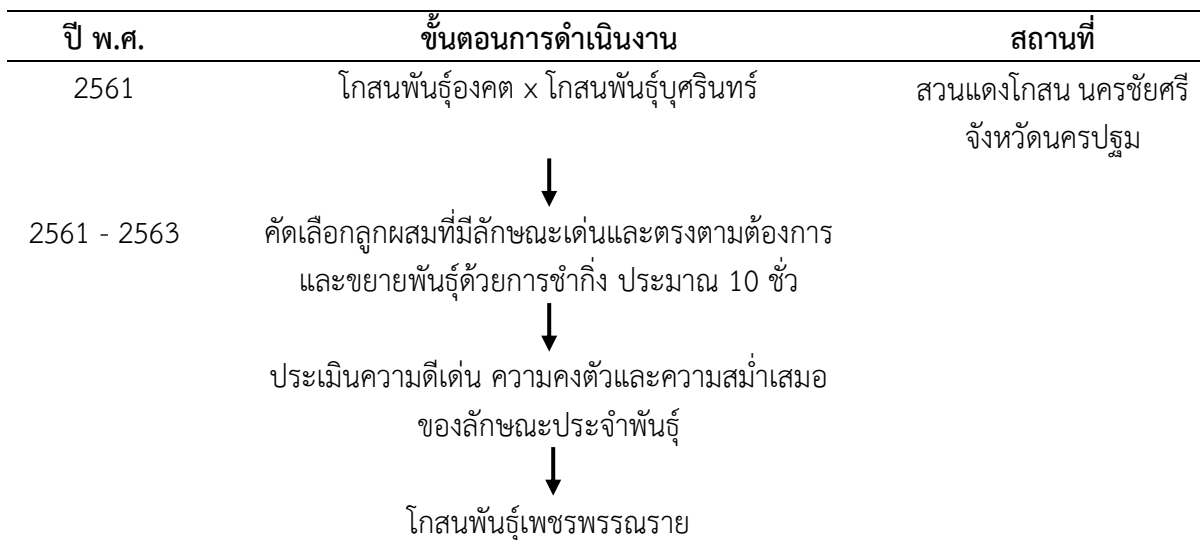 ปี พ.ศ. ขั้นตอนการดำเนินงาน สถานที่
2561 โกสนพันธุ์องคต x โกสนพันธุ์บุศรินทร์ สวนแดงโกสน นครชัยศรี
จังหวัดนครปฐม
2561 - 2563 คัดเลือกลูกผสมที่มีลักษณะเด่นและตรงตามต้องการ
และขยายพันธุ์ด้วยการชำกิ่ง ประมาณ 10 ชั่ว
ประเมินความดีเด่น ความคงตัวและความสม่ำเสมอ
ของลักษณะประจำพันธุ์
โกสนพันธุ์เพชรพรรณราย